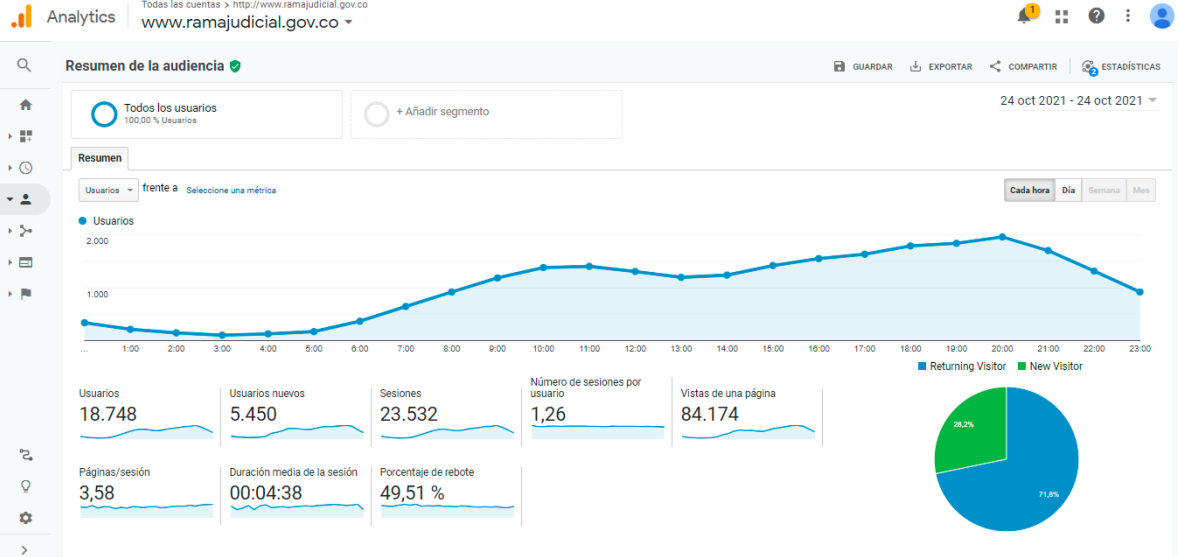 Todas las cuentas > http://www.ramajudicial.gov.co
Analytics
www.ramajudicial.gov.co
1
Resumen de la audiencia
GUARDAR
EXPORTAR
COMPARTIR
2
ESTADÍSTICAS
Todos los usuarios
100,00 % Usuarios
+ Añadir segmento
24 oct 2021 - 24 oct 2021
Resumen
Usuarios
frente a
Seleccione una métrica
Cada hora
Día
Semana
Mes
Usuarios
2.000
1.000
... 1:00 2:00 3:00 4:00 5:00 6:00 7:00 8:00 9:00 10:00 11:00 12:00 13:00 14:00 15:00 16:00 17:00 18:00 19:00 20:00 21:00 22:00 23:00
Returning Visitor
New Visitor
Usuarios
18.748
Usuarios nuevos
5.450
Sesiones
23.532
Número de sesiones por
usuario
1,26
Vistas de una página
84.174
Páginas/sesión
3,58
Duración media de la sesión
00:04:38
Porcentaje de rebote
49,51 %
28,2%
71,8%